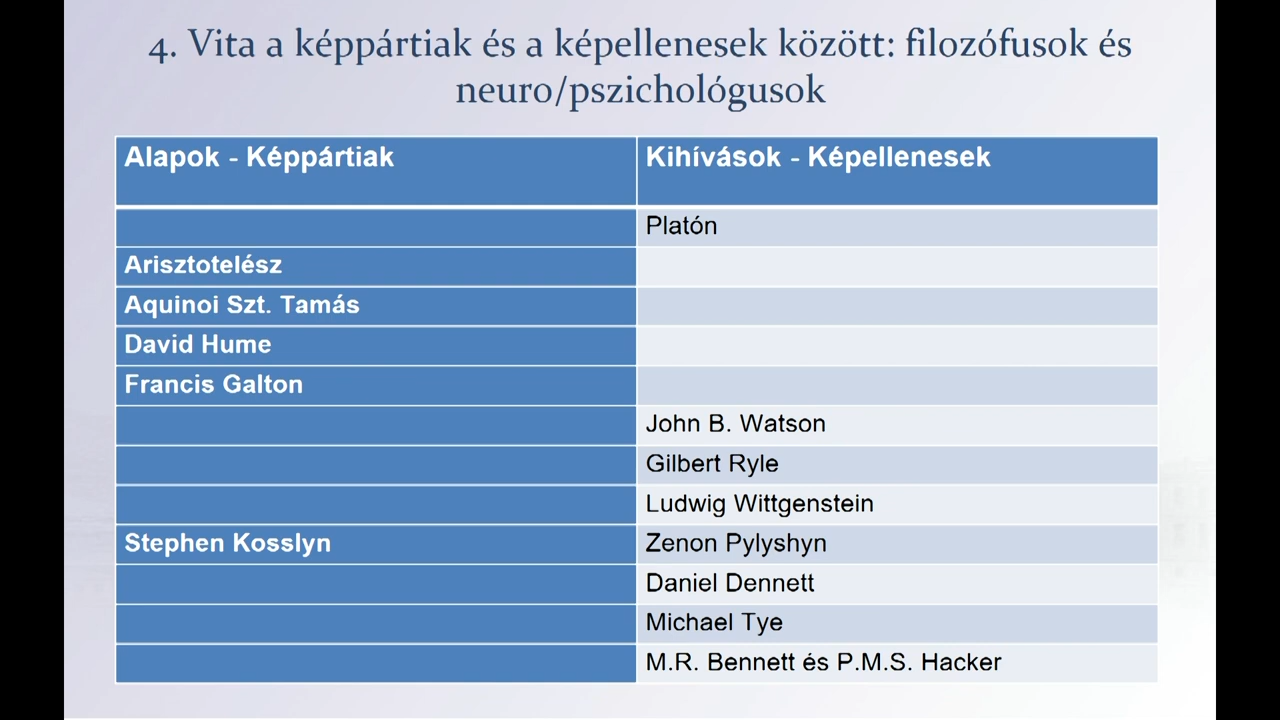 4. Vita a képpártiak és a képellenesek között: filozófusok és
neuro/pszichológusok
Alapok - Képpártiak
Kihívások - Képellenesek
Platón
Arisztotelész
Aquinoi Szt. Tamás
David Hume
Francis Galton
John B. Watson
Gilbert Ryle
Ludwig Wittgenstein
Stephen Kosslyn
Zenon Pylyshyn
Daniel Dennett
Michael Tye
M.R. Bennett és P.M.S. Hacker